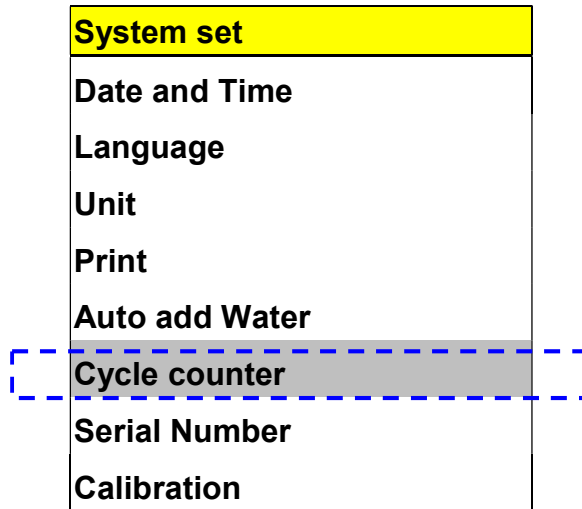 System set
Date and Time
Language
Unit
Print
Auto add Water
Cycle counter
Serial Number
Calibration